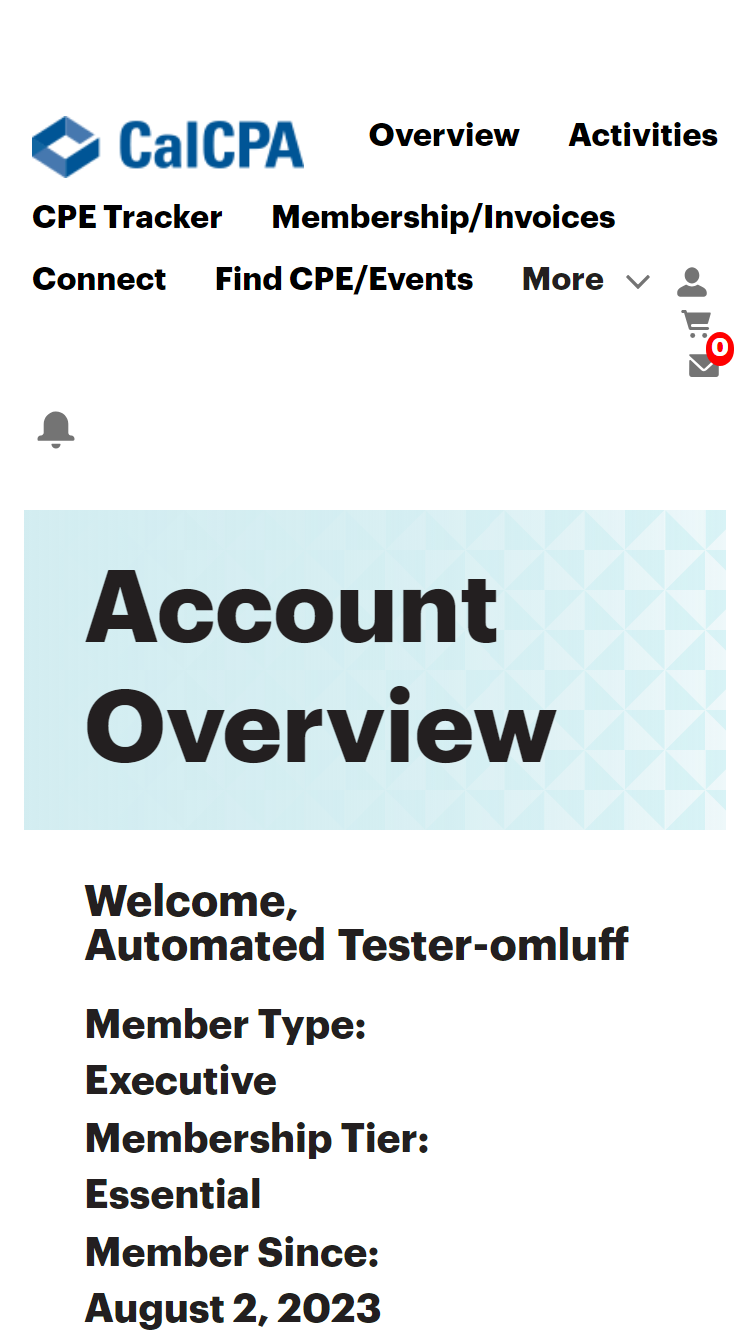 CalCPA Overview Activities
CPE Tracker Membership/Invoices
Connect Find CPE/Events More
0
Account
Overview
Welcome,
Automated Tester-omluff
Member Type:
Executive
Membership Tier:
Essential
Member Since:
August 2, 2023